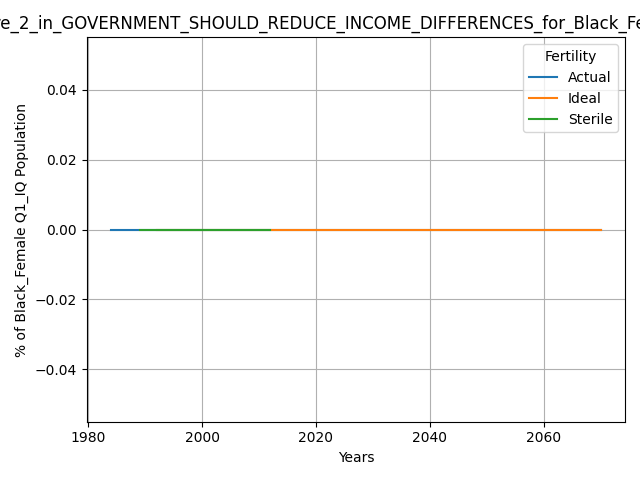 e_2_in_GOVERNMENT_SHOULD_REDUCE_INCOME_DIFFERENCES_for_Black_Fe
Fertility
Actual
Ideal
Sterile
0.04
0.02
0.00
−0.02
−0.04
% of Black_Female Q1_IQ Population
1980 2000 2020 2040 2060
Years